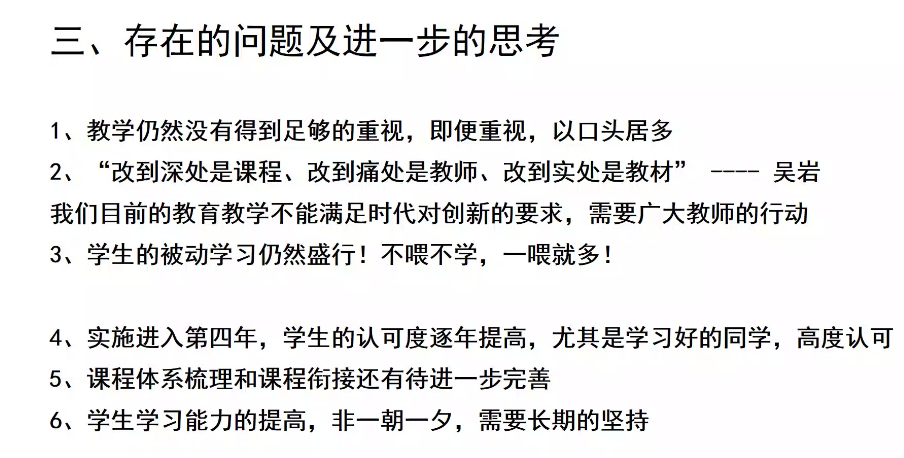 三、存在的问题及进一步的思考
1、教学仍然没有得到足够的重视，即便重视，以口头居多
2、“改到深处是课程、改到痛处是教师、改到实处是教材” ---- 吴岩
我们目前的教育教学不能满足时代对创新的要求，需要广大教师的行动
3、学生的被动学习仍然盛行！不喂不学，一喂就多！
4、实施进入第四年，学生的认可度逐年提高，尤其是学习好的同学，高度认可
5、课程体系梳理和课程衔接还有待进一步完善
6、学生学习能力的提高，非一朝一夕，需要长期的坚持